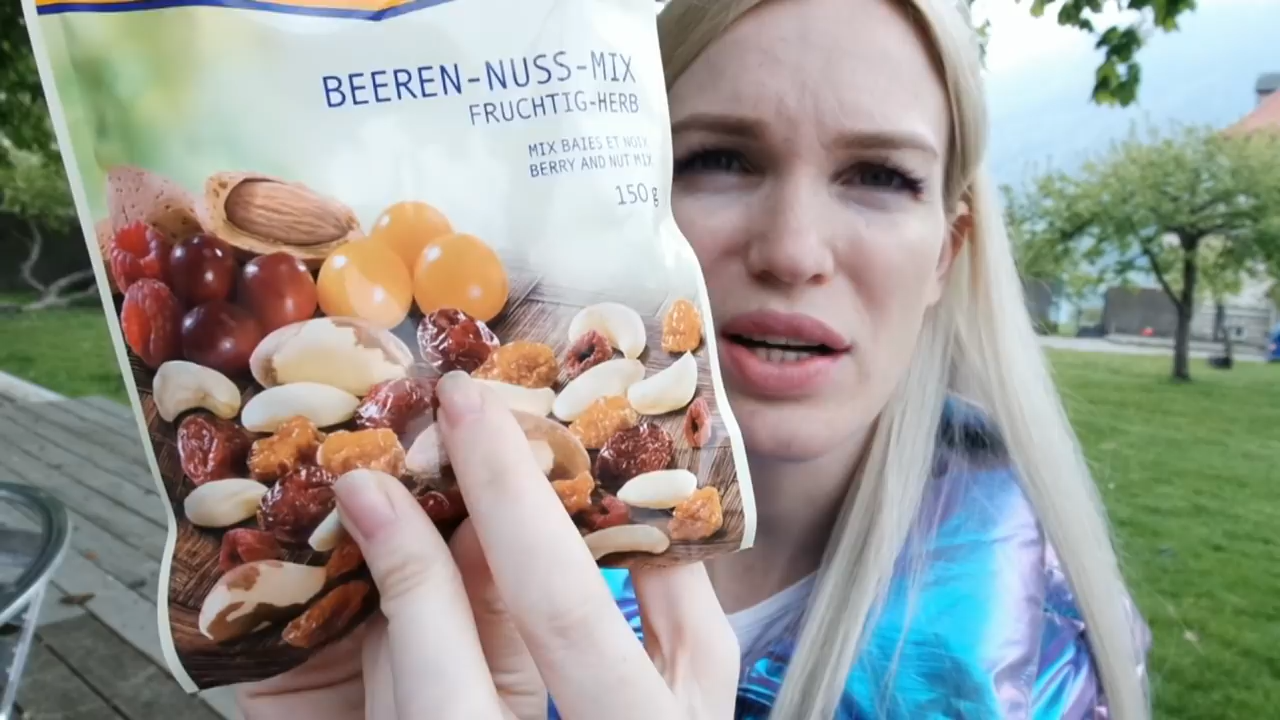 BEEREN-NUSS-MIX
FRUCHTIG-HERB
MIX BAIES ET NOIX
BERRY AND NUT MIX
150 g